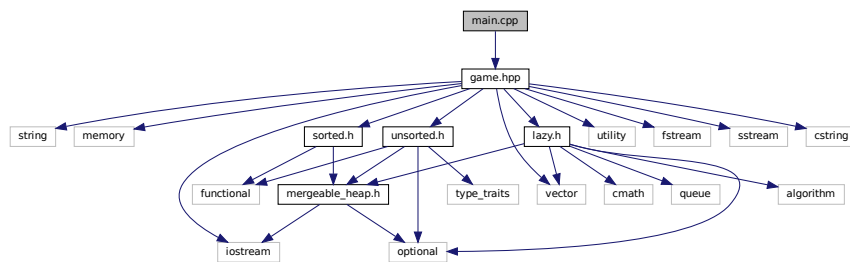 main.cpp
game.hpp
string
memory
sorted.h
unsorted.h
lazy.h
utility
fstream
sstream
cstring
functional
mergeable_heap.h
type_traits
vector
cmath
queue
algorithm
iostream
optional